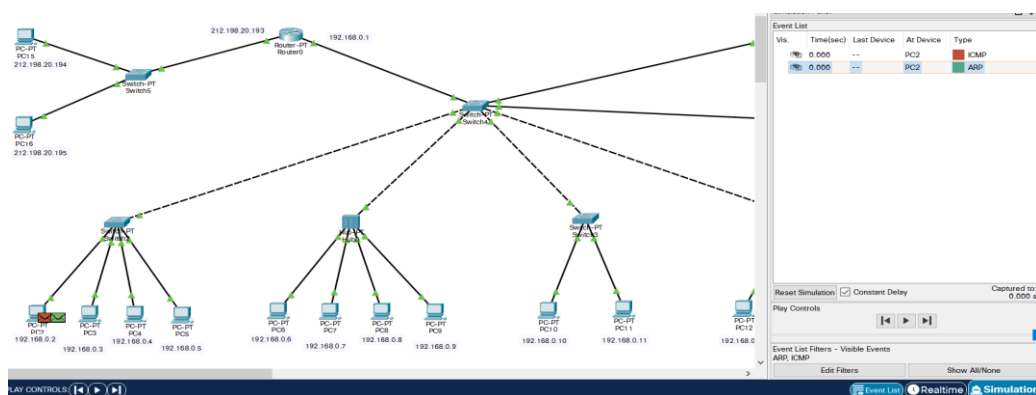 Event List
Vis. Time(sec) Last Device At Device Type
0.000 -- PC2 ICMP
0.000 -- PC2 ARP
212.198.20.193
192.168.0.1
Router-PT
Router0
PC-PT
PC15
212.198.20.194
Switch-PT
Switch5
PC-PT
PC16
212.198.20.195
Switch-PT
Switch4
Switch-PT
Switch-PT
Switch3
PC-PT
192.168.0.2
PC-PT
PC3
192.168.0.3
PC-PT
PC4
192.168.0.4
PC-PT
PC5
192.168.0.5
PC-PT
PC6
192.168.0.6
PC-PT
PC7
192.168.0.7
PC-PT
PC8
192.168.0.8
PC-PT
PC9
192.168.0.9
PC-PT
PC10
192.168.0.10
PC-PT
PC11
192.168.0.11
PC-PT
PC12
Reset Simulation Constant Delay Captured to:
0.000 s
Play Controls
Event List Filters - Visible Events
ARP, ICMP
Edit Filters Show All/None
PLAY CONTROLS:
Event List Realtime Simulation